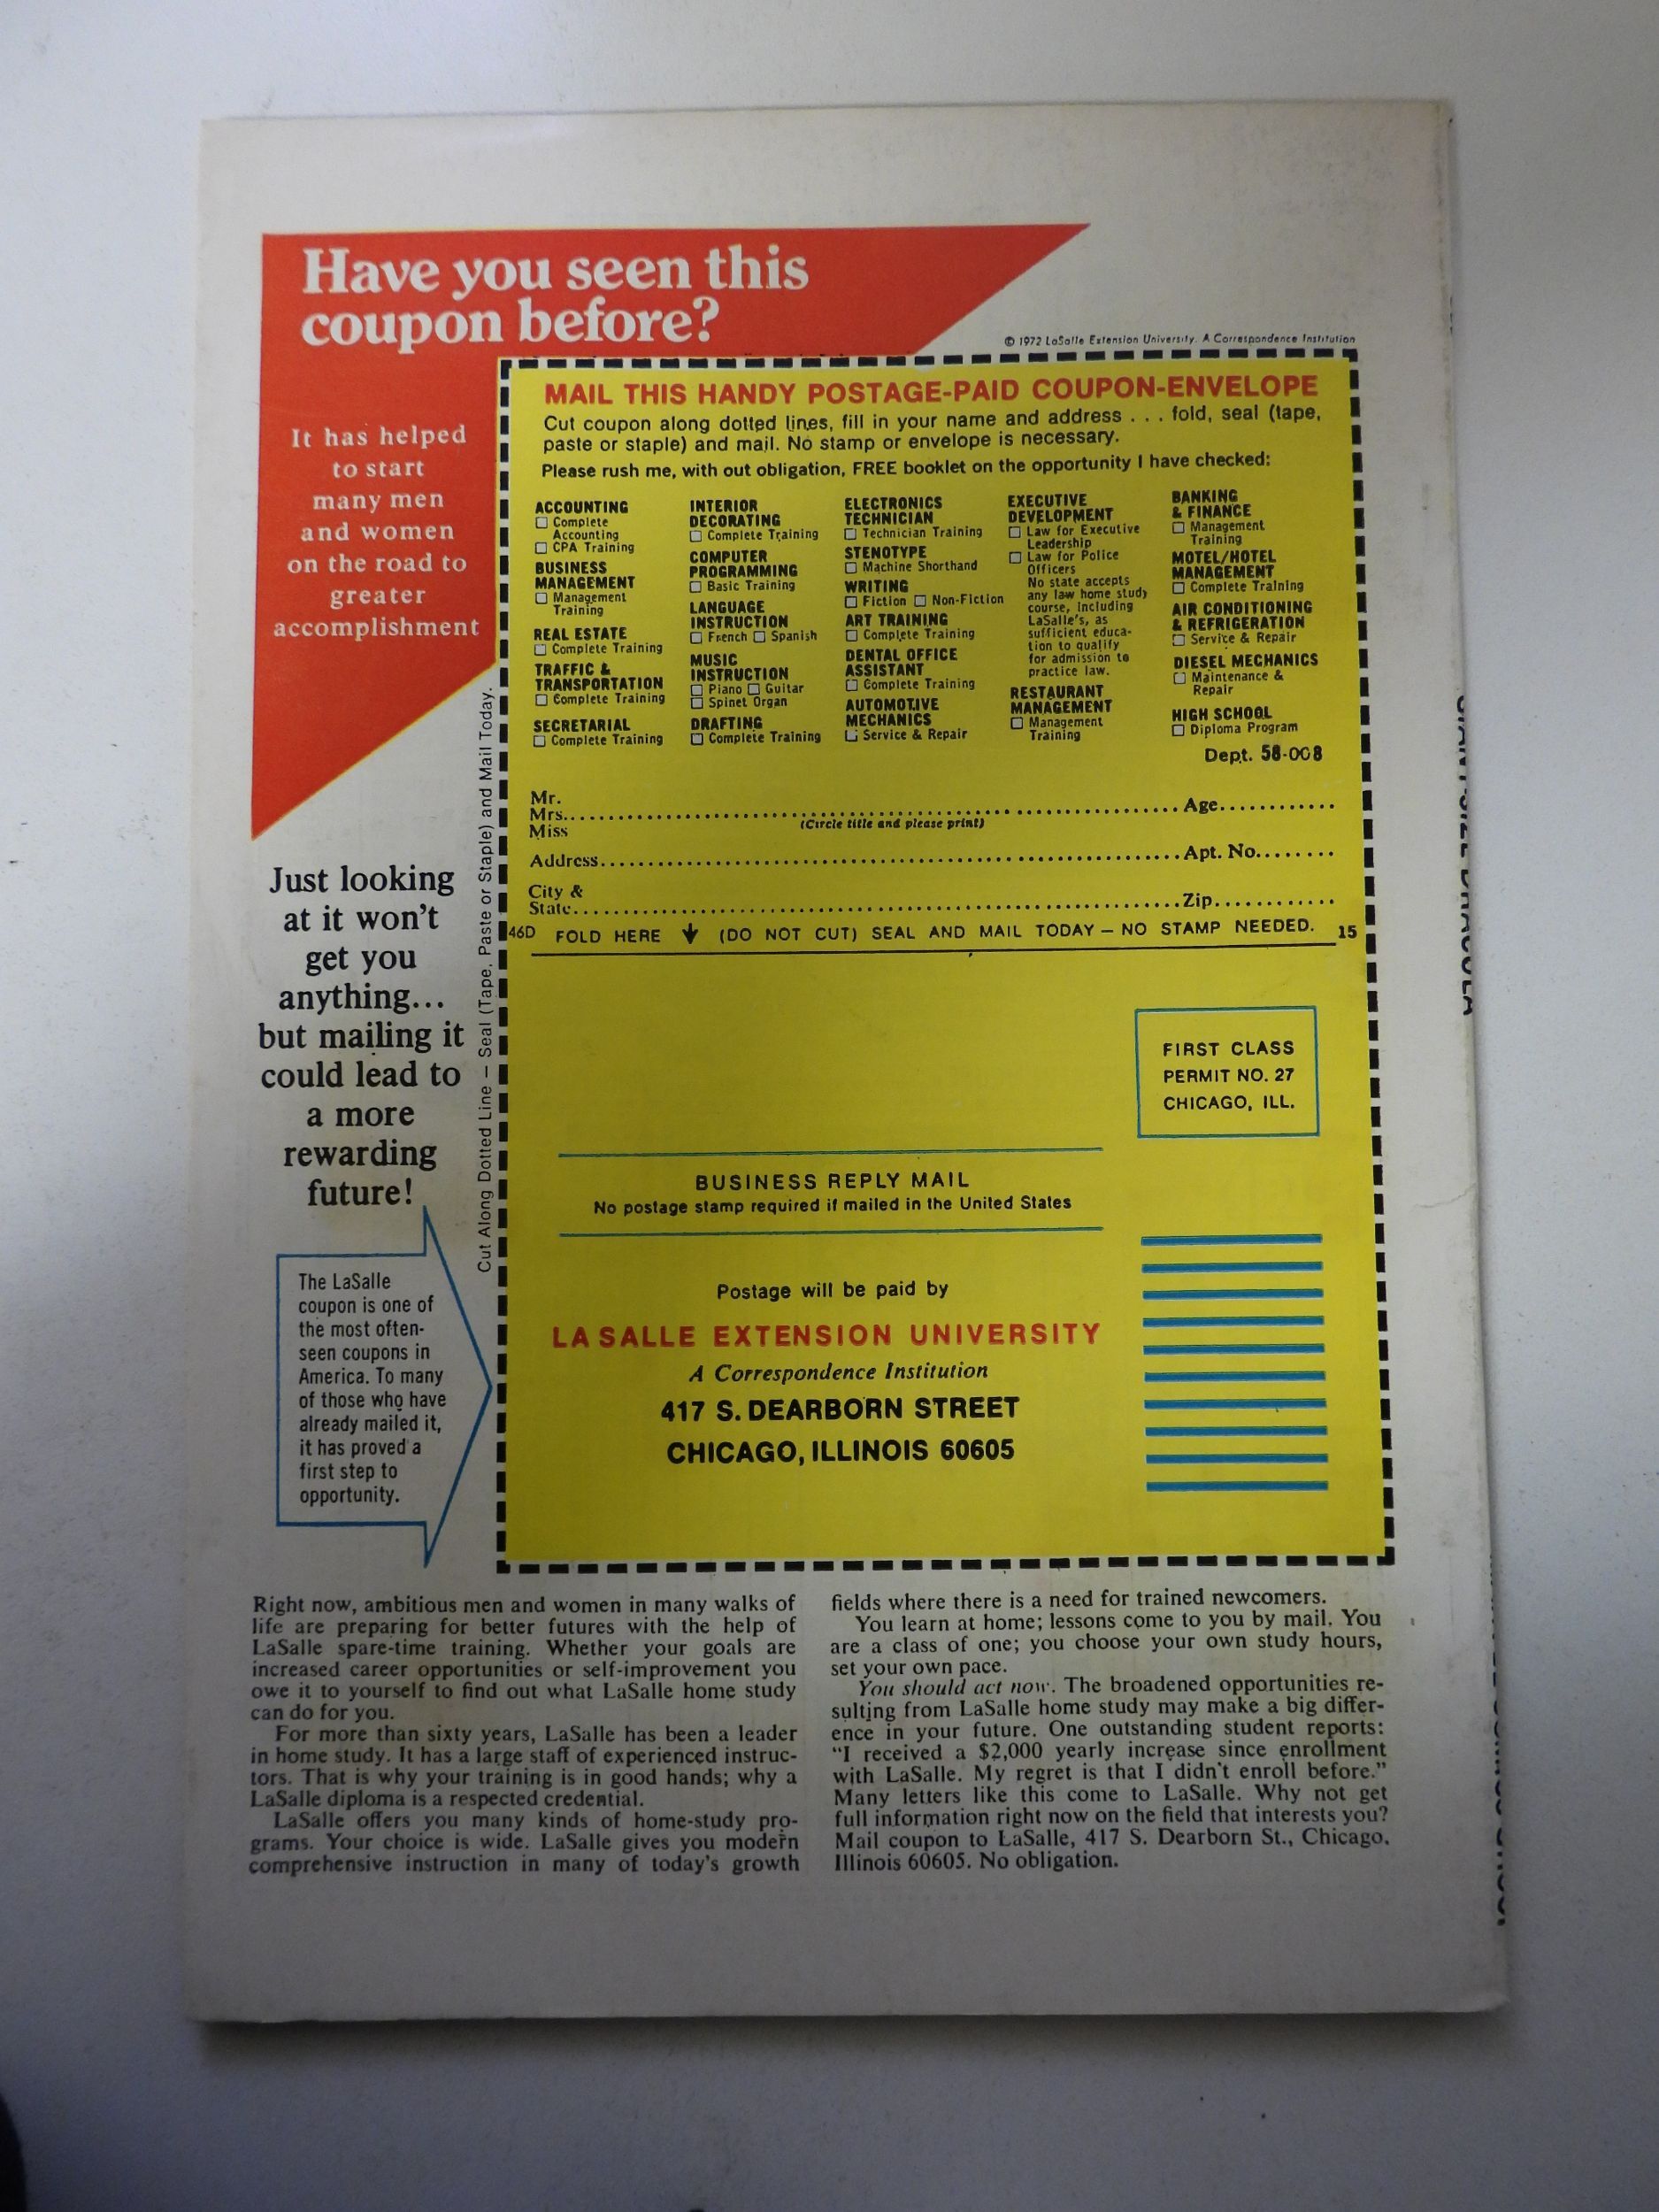 Have you seen this
coupon before?
© 1972 LaSalle Extension University. A Correspondence Institution
It has helped
to start
many men
and women
on the road to
greater
accomplishment
Just looking
at it won't
get you
anything...
but mailing it
could lead to
a more
rewarding
future!
The LaSalle
coupon is one of
the most often-
seen coupons in
America. To many
of those who have
already mailed it,
it has proved a
first step to
opportunity.
Cut Along Dotted Line – Seal (Tape, Paste or Staple) and Mail Today.
MAIL THIS HANDY POSTAGE-PAID COUPON-ENVELOPE
Cut coupon along dotted lines, fill in your name and address . . . fold, seal (tape,
paste or staple) and mail. No stamp or envelope is necessary.
Please rush me, with out obligation, FREE booklet on the opportunity I have checked:
ACCOUNTING
☐ Complete
Accounting
☐ CPA Training
BUSINESS
MANAGEMENT
☐ Management
Training
REAL ESTATE
☐ Complete Training
TRAFFIC &
TRANSPORTATION
☐ Complete Training
SECRETARIAL
☐ Complete Training
INTERIOR
DECORATING
☐ Complete Training
COMPUTER
PROGRAMMING
☐ Basic Training
LANGUAGE
INSTRUCTION
☐ French ☐ Spanish
MUSIC
INSTRUCTION
☐ Piano ☐ Guitar
☐ Spinet Organ
DRAFTING
☐ Complete Training
ELECTRONICS
TECHNICIAN
☐ Technician Training
STENOTYPE
☐ Machine Shorthand
WRITING
☐ Fiction ☐ Non-Fiction
ART TRAINING
☐ Complete Training
DENTAL OFFICE
ASSISTANT
☐ Complete Training
AUTOMOTIVE
MECHANICS
☐ Service & Repair
EXECUTIVE
DEVELOPMENT
☐ Law for Executive
Leadership
☐ Law for Police
Officers
No state accepts
any law home study
course, including
LaSalle's, as
sufficient educa-
tion to qualify
for admission to
practice law.
RESTAURANT
MANAGEMENT
☐ Management
Training
BANKING
& FINANCE
☐ Management
Training
MOTEL/HOTEL
MANAGEMENT
☐ Complete Training
AIR CONDITIONING
& REFRIGERATION
☐ Service & Repair
DIESEL MECHANICS
☐ Maintenance &
Repair
HIGH SCHOOL
☐ Diploma Program
Dept. 58-008
Mr.
Mrs. Age
Miss
(Circle title and please print)
Address Apt. No.
City &
State Zip
46D FOLD HERE ↓ (DO NOT CUT) SEAL AND MAIL TODAY – NO STAMP NEEDED. 15
FIRST CLASS
PERMIT NO. 27
CHICAGO, ILL.
BUSINESS REPLY MAIL
No postage stamp required if mailed in the United States
Postage will be paid by
LA SALLE EXTENSION UNIVERSITY
A Correspondence Institution
417 S. DEARBORN STREET
CHICAGO, ILLINOIS 60605
Right now, ambitious men and women in many walks of
life are preparing for better futures with the help of
LaSalle spare-time training. Whether your goals are
increased career opportunities or self-improvement you
owe it to yourself to find out what LaSalle home study
can do for you.
For more than sixty years, LaSalle has been a leader
in home study. It has a large staff of experienced instruc-
tors. That is why your training is in good hands; why a
LaSalle diploma is a respected credential.
LaSalle offers you many kinds of home-study pro-
grams. Your choice is wide. LaSalle gives you modern
comprehensive instruction in many of today's growth
fields where there is a need for trained newcomers.
You learn at home; lessons come to you by mail. You
are a class of one; you choose your own study hours,
set your own pace.
You should act now. The broadened opportunities re-
sulting from LaSalle home study may make a big differ-
ence in your future. One outstanding student reports:
"I received a $2,000 yearly increase since enrollment
with LaSalle. My regret is that I didn't enroll before."
Many letters like this come to LaSalle. Why not get
full information right now on the field that interests you?
Mail coupon to LaSalle, 417 S. Dearborn St., Chicago,
Illinois 60605. No obligation.
GIANT-SIZE DRACULA